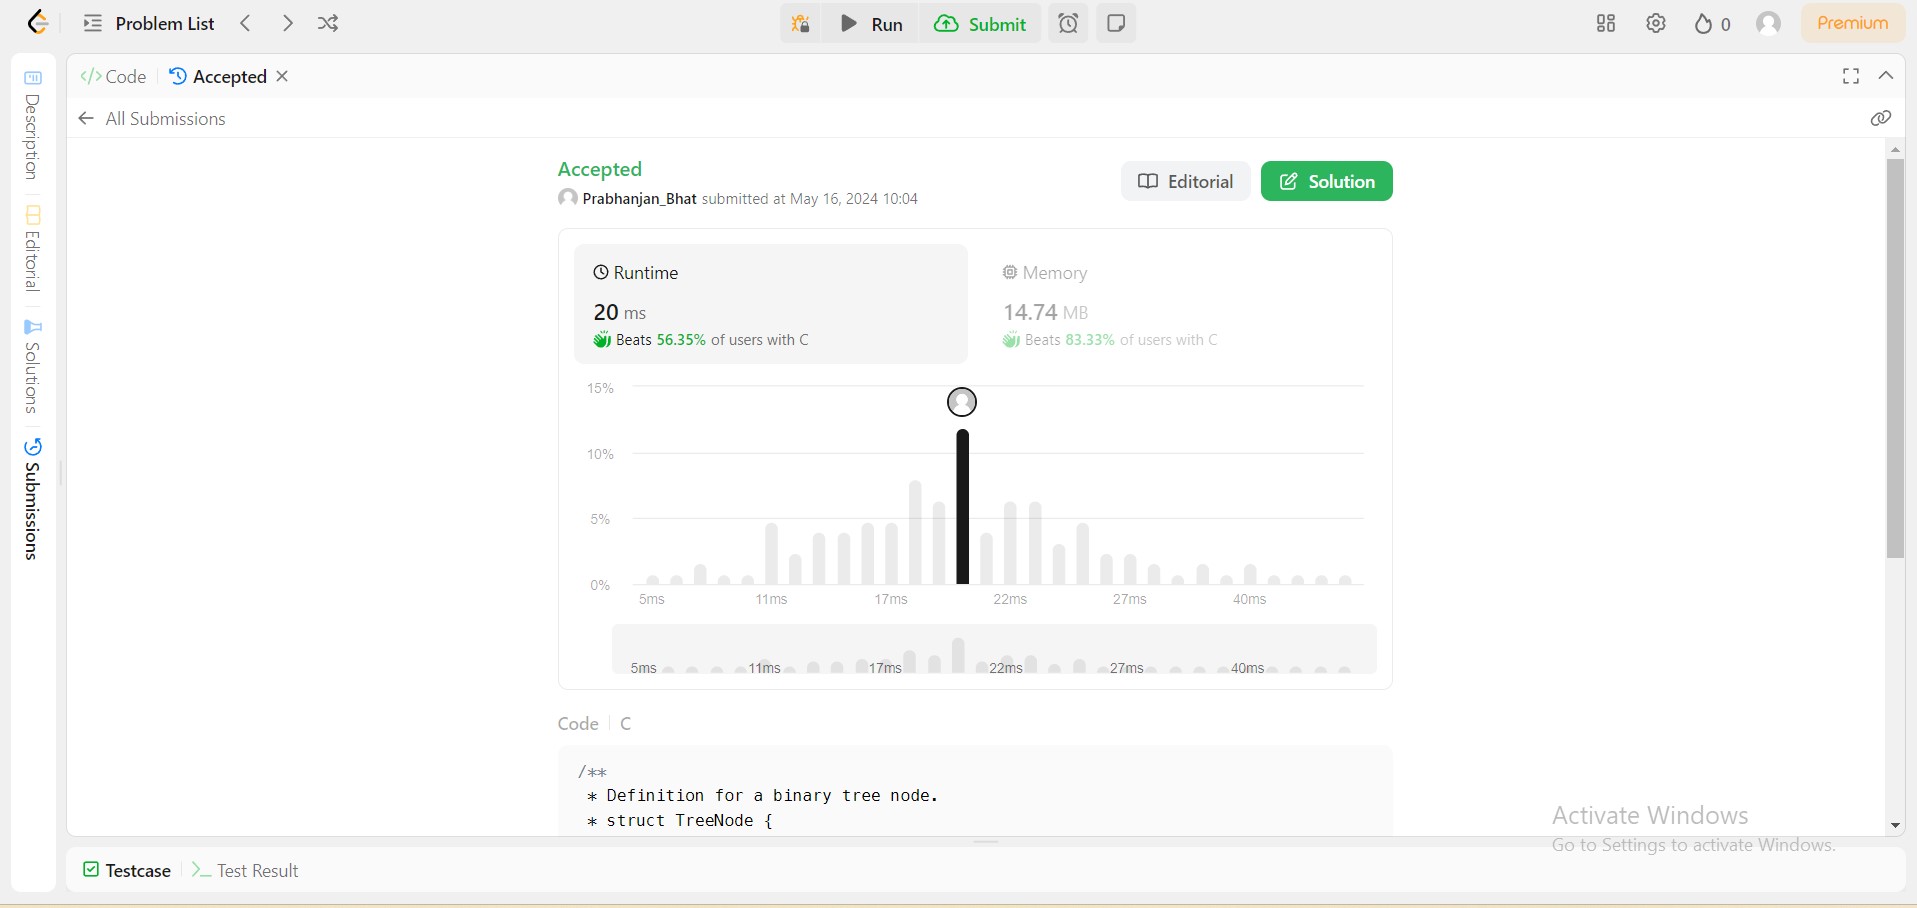 Problem List
Run
Submit
0
Premium
Description
Editorial
Solutions
Submissions
</> Code
Accepted
All Submissions
Accepted
Prabhanjan_Bhat submitted at May 16, 2024 10:04
Editorial
Solution
Runtime
20 ms
Beats 56.35% of users with C
Memory
14.74 MB
Beats 83.33% of users with C
15%
10%
5%
0%
5ms 11ms 17ms 22ms 27ms 40ms
5ms 11ms 17ms 22ms 27ms 40ms
Code C
/**
* Definition for a binary tree node.
* struct TreeNode {
Activate Windows
Go to Settings to activate Windows.
Testcase
Test Result